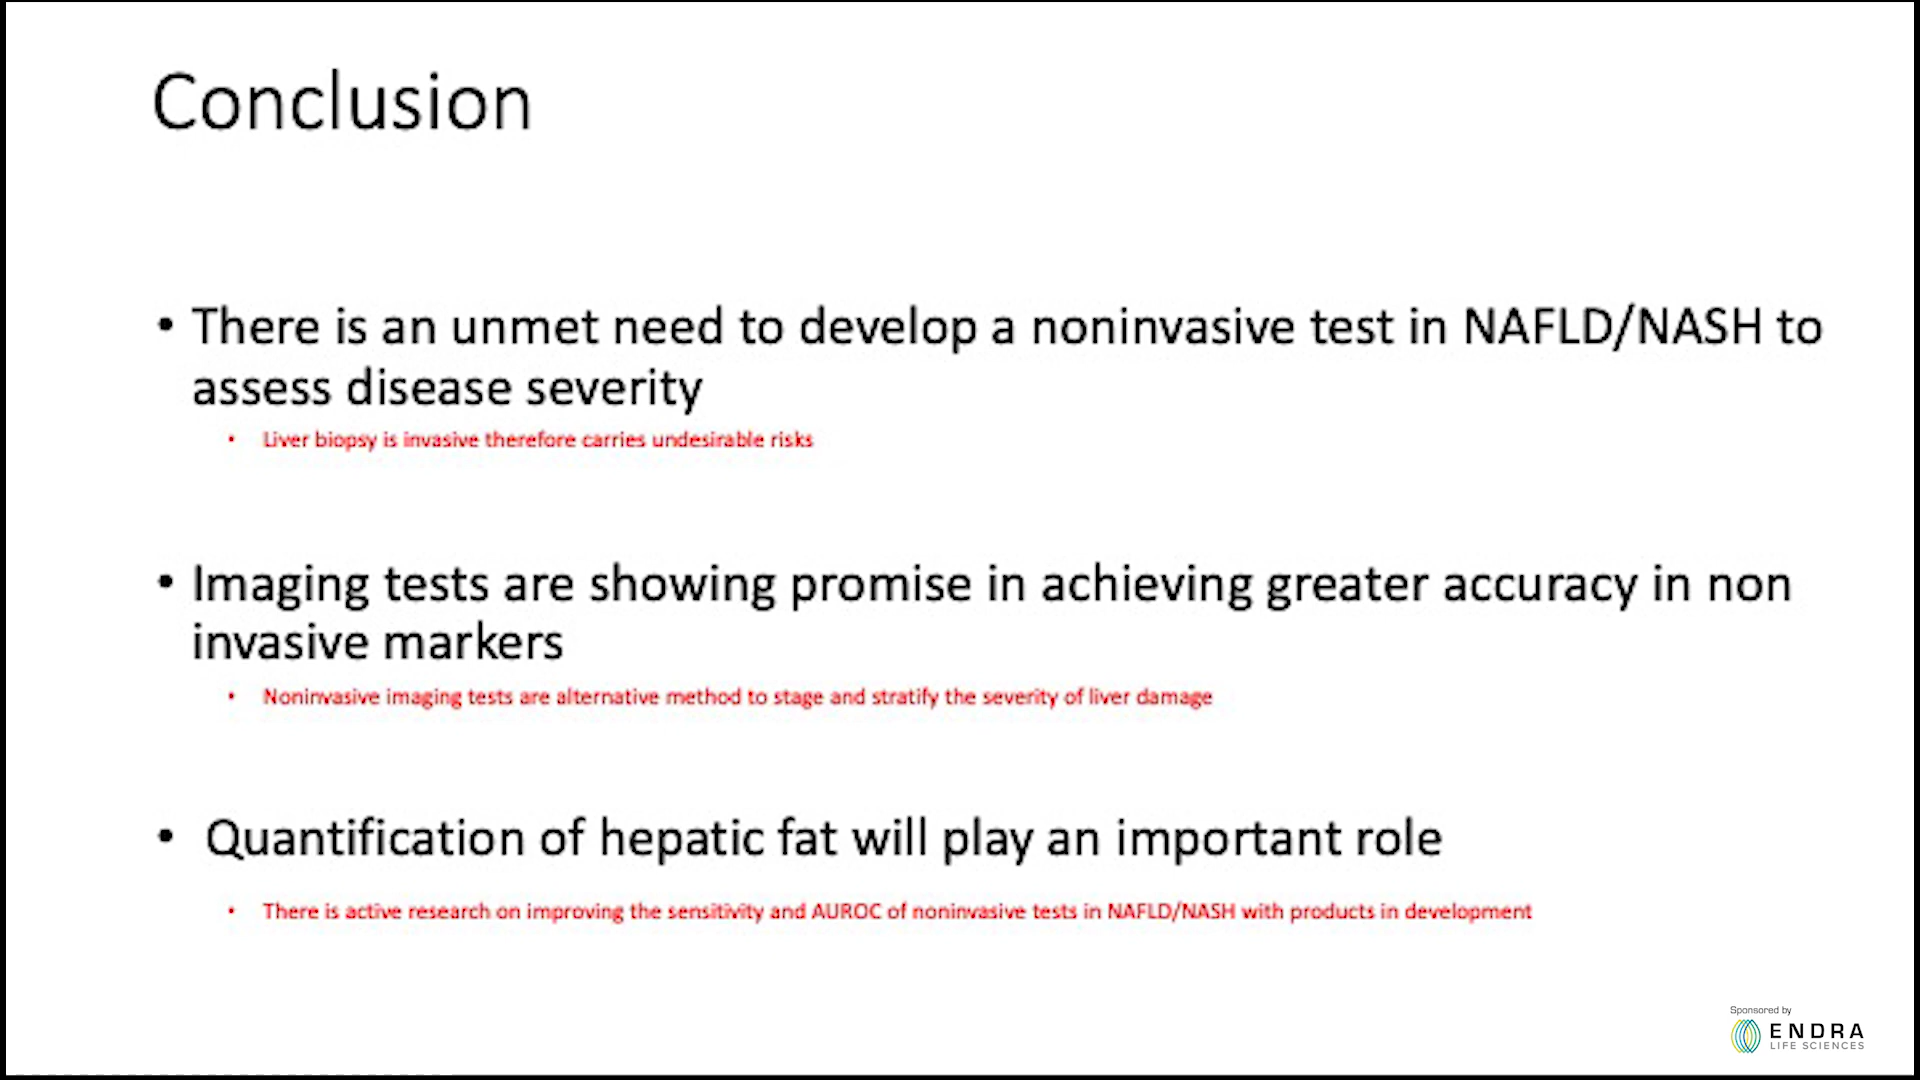 Conclusion
• There is an unmet need to develop a noninvasive test in NAFLD/NASH to
assess disease severity
• Liver biopsy is invasive therefore carries undesirable risks
• Imaging tests are showing promise in achieving greater accuracy in non
invasive markers
• Noninvasive imaging tests are alternative method to stage and stratify the severity of liver damage
• Quantification of hepatic fat will play an important role
• There is active research on improving the sensitivity and AUROC of noninvasive tests in NAFLD/NASH with products in development
Sponsored by
ENDRA
LIFE SCIENCES